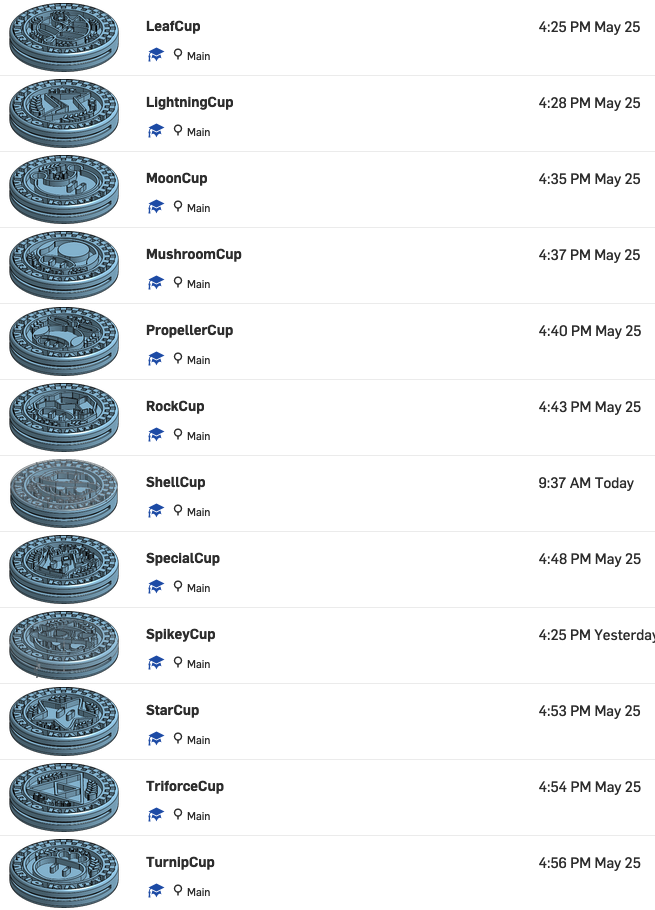 LeafCup 4:25 PM May 25
Main
LightningCup 4:28 PM May 25
Main
MoonCup 4:35 PM May 25
Main
MushroomCup 4:37 PM May 25
Main
PropellerCup 4:40 PM May 25
Main
RockCup 4:43 PM May 25
Main
ShellCup 9:37 AM Today
Main
SpecialCup 4:48 PM May 25
Main
SpikeyCup 4:25 PM Yesterday
Main
StarCup 4:53 PM May 25
Main
TriforceCup 4:54 PM May 25
Main
TurnipCup 4:56 PM May 25
Main